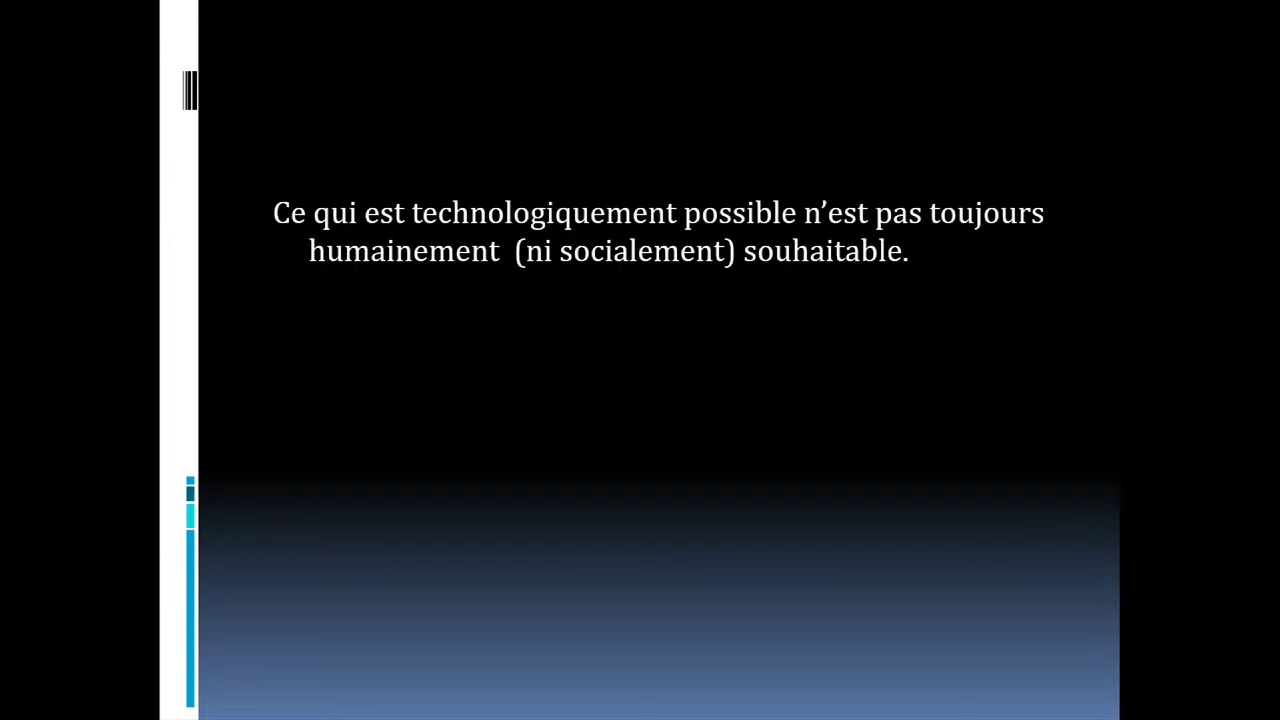 Ce qui est technologiquement possible n’est pas toujours
humainement  (ni socialement) souhaitable.